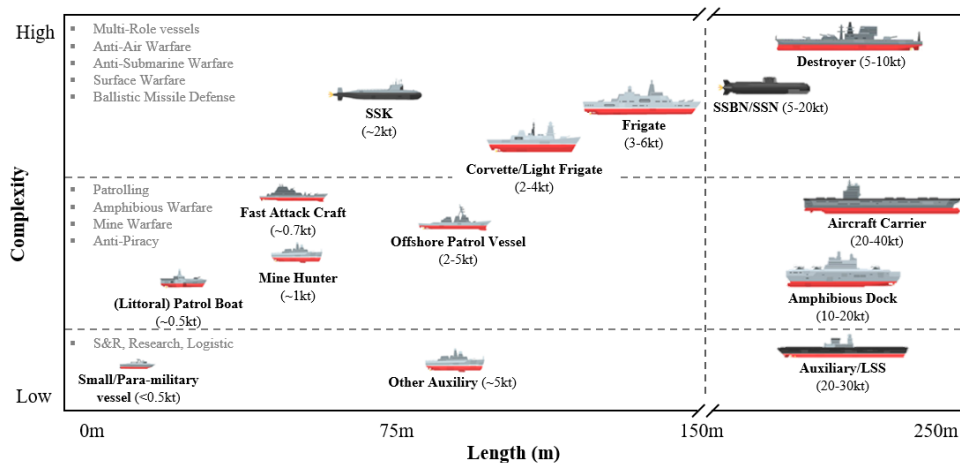 High
Multi-Role vessels
Anti-Air Warfare
Anti-Submarine Warfare
Surface Warfare
Ballistic Missile Defense
Destroyer (5-10kt)
SSK
(~2kt)
SSBN/SSN (5-20kt)
Frigate
(3-6kt)
Corvette/Light Frigate
(2-4kt)
Complexity
Patrolling
Amphibious Warfare
Mine Warfare
Anti-Piracy
Fast Attack Craft
(~0.7kt)
Offshore Patrol Vessel
(2-5kt)
Aircraft Carrier
(20-40kt)
Mine Hunter
(~1kt)
(Littoral) Patrol Boat
(~0.5kt)
Amphibious Dock
(10-20kt)
S&R, Research, Logistic
Small/Para-military
vessel (<0.5kt)
Other Auxiliry (~5kt)
Auxiliary/LSS
(20-30kt)
Low
0m
75m
150m
250m
Length (m)